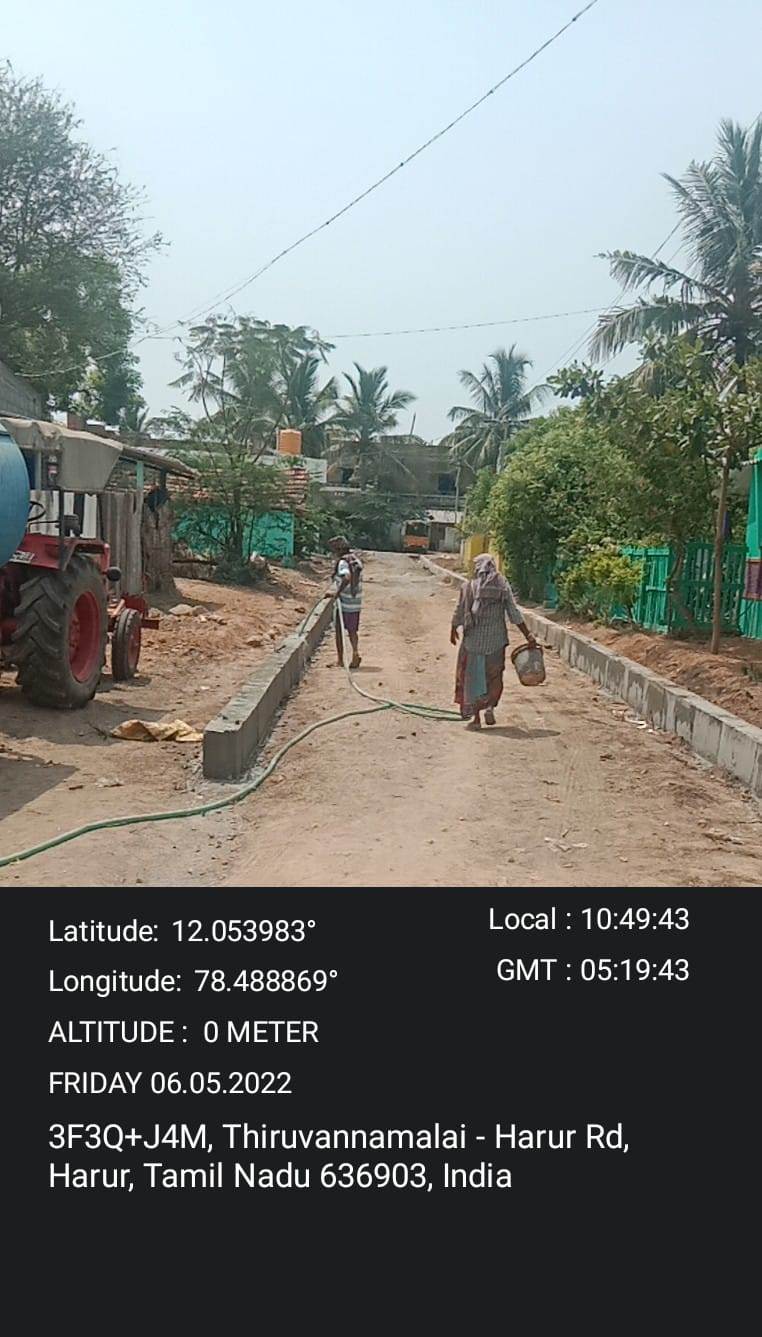 Latitude: 12.053983°
Local : 10:49:43
Longitude: 78.488869°
GMT : 05:19:43
ALTITUDE : 0 METER
FRIDAY 06.05.2022
3F3Q+J4M, Thiruvannamalai - Harur Rd,
Harur, Tamil Nadu 636903, India